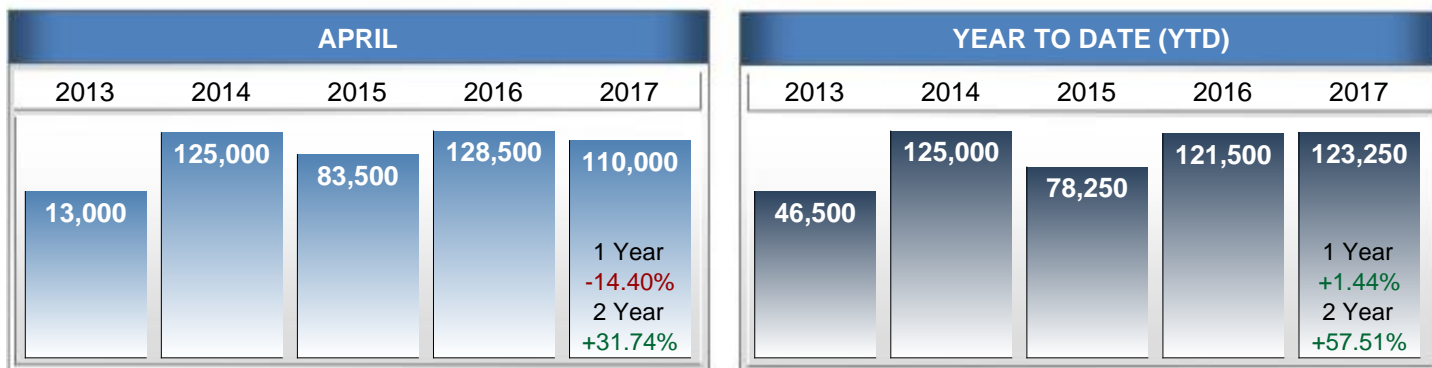 APRIL
2013 2014 2015 2016 2017
13,000 125,000 83,500 128,500 110,000
1 Year
-14.40%
2 Year
+31.74%
YEAR TO DATE (YTD)
2013 2014 2015 2016 2017
46,500 125,000 78,250 121,500 123,250
1 Year
+1.44%
2 Year
+57.51%